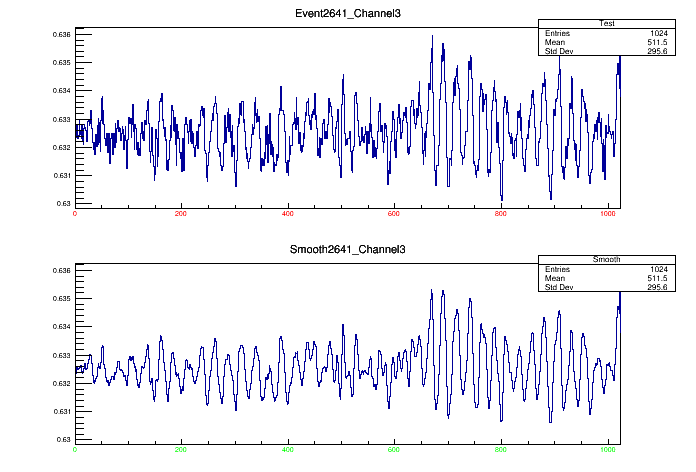 Event2641_Channel3
Test
Entries 1024
Mean 511.5
Std Dev 295.6
0.636
0.635
0.634
0.633
0.632
0.631
0.63
0 200 400 600 800 1000
Smooth2641_Channel3
Smooth
Entries 1024
Mean 511.5
Std Dev 295.6
0.636
0.635
0.634
0.633
0.632
0.631
0.63
0 200 400 600 800 1000